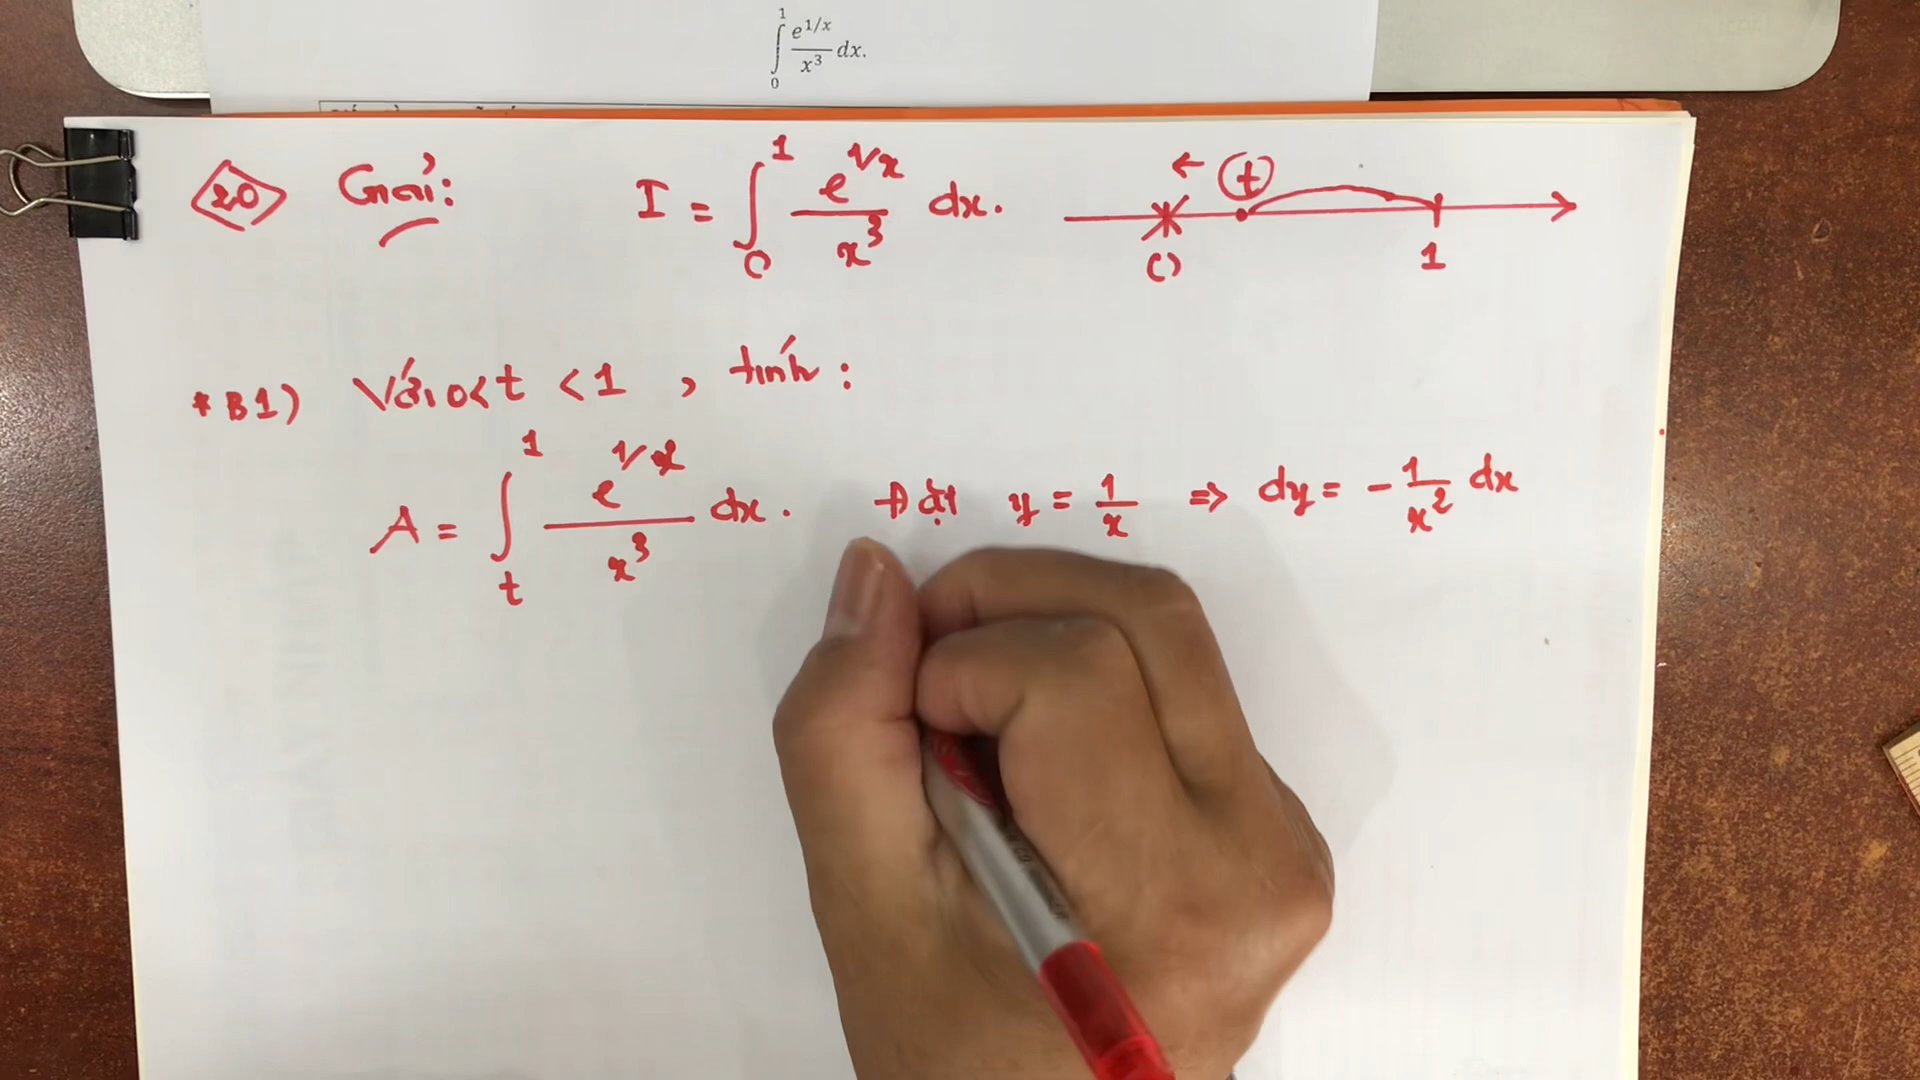 ∫₀¹ e^{1/x}/x³ dx.
20 Giải: I = ∫₀¹ e^{1/x}/x³ dx. ← t
0 1
* B1) Với 0 < t < 1 , tính :
A = ∫ₜ¹ e^{1/x}/x³ dx . Đặt y = 1/x ⇒ dy = -1/x² dx